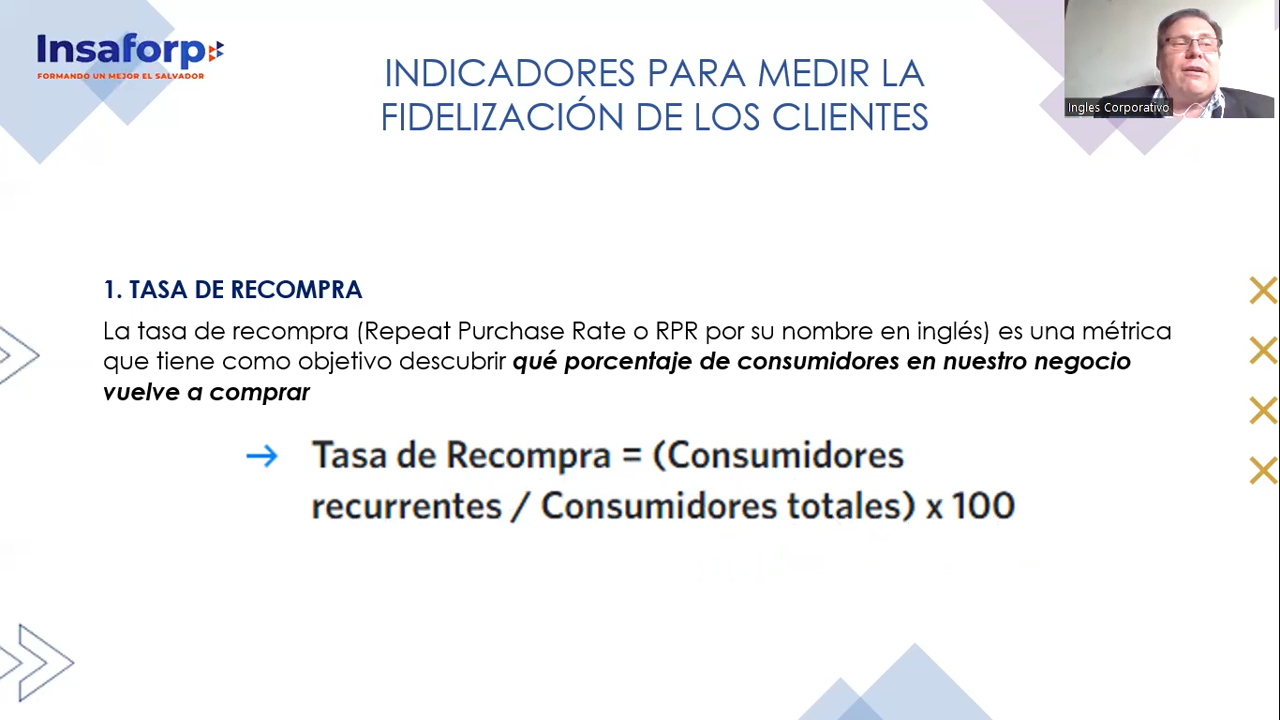 Insaforp
FORMANDO UN MEJOR EL SALVADOR
INDICADORES PARA MEDIR LA
FIDELIZACIÓN DE LOS CLIENTES
Ingles Corporativo
1. TASA DE RECOMPRA
La tasa de recompra (Repeat Purchase Rate o RPR por su nombre en inglés) es una métrica
que tiene como objetivo descubrir qué porcentaje de consumidores en nuestro negocio
vuelve a comprar
→ Tasa de Recompra = (Consumidores
recurrentes / Consumidores totales) x 100